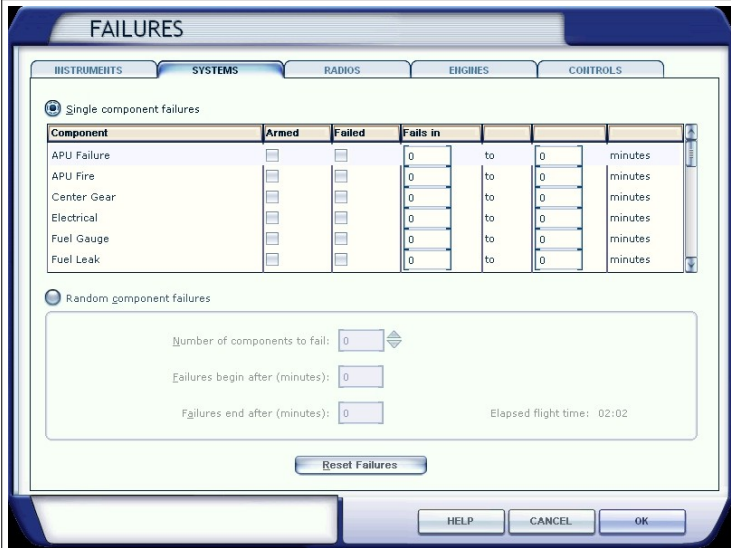 FAILURES
INSTRUMENTS SYSTEMS RADIOS ENGINES CONTROLS
Single component failures
Component Armed Failed Fails in
APU Failure 0 to 0 minutes
APU Fire 0 to 0 minutes
Center Gear 0 to 0 minutes
Electrical 0 to 0 minutes
Fuel Gauge 0 to 0 minutes
Fuel Leak 0 to 0 minutes
Random component failures
Number of components to fail: 0
Failures begin after (minutes): 0
Failures end after (minutes): 0 Elapsed flight time: 02:02
Reset Failures
HELP CANCEL OK